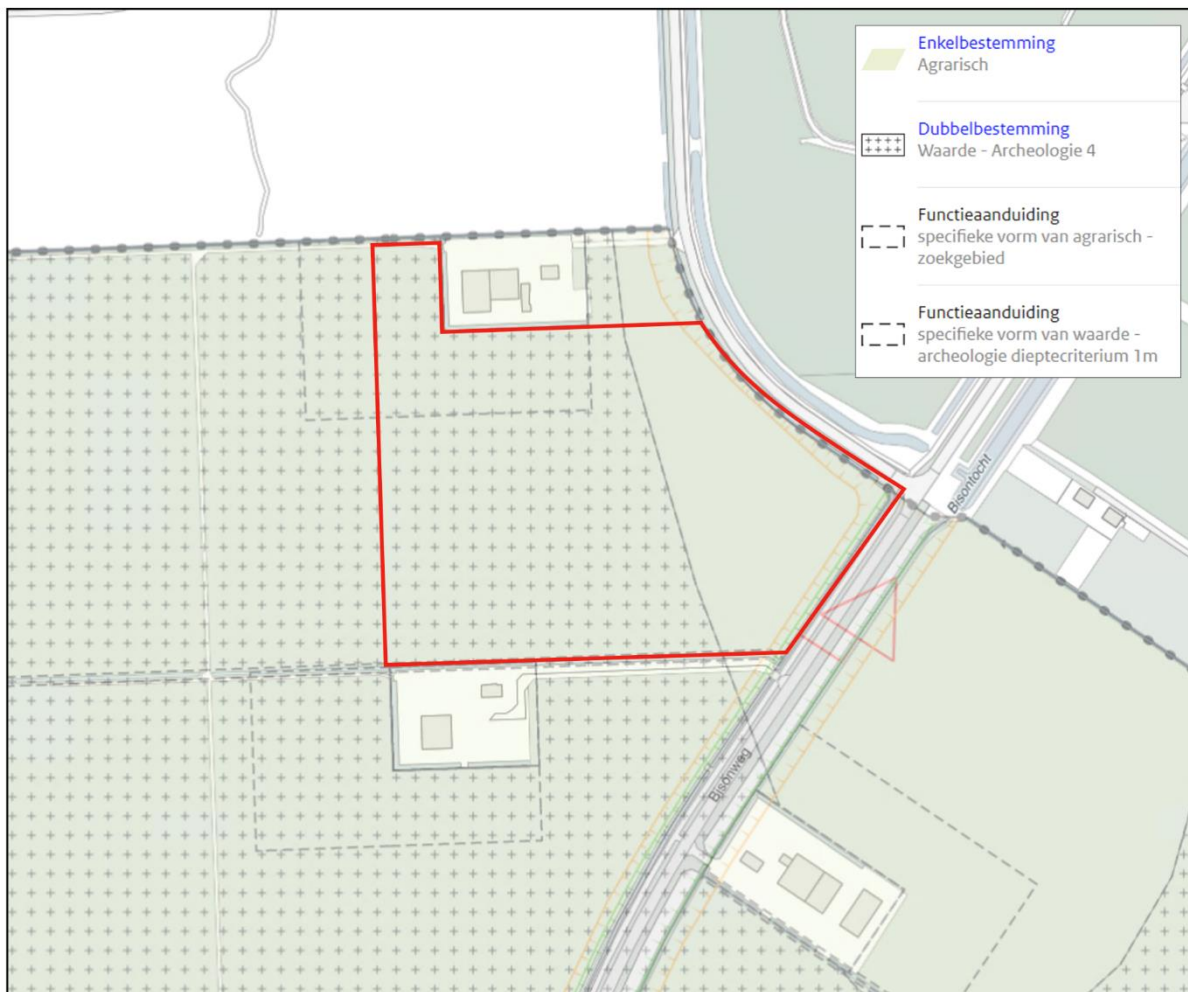 Enkelbestemming
Agrarisch
Dubbelbestemming
Waarde - Archeologie 4
Functieaanduiding
specifieke vorm van agrarisch -
zoekgebied
Functieaanduiding
specifieke vorm van waarde -
archeologie dieptecriterium 1m
Bisontocht
Bisonweg